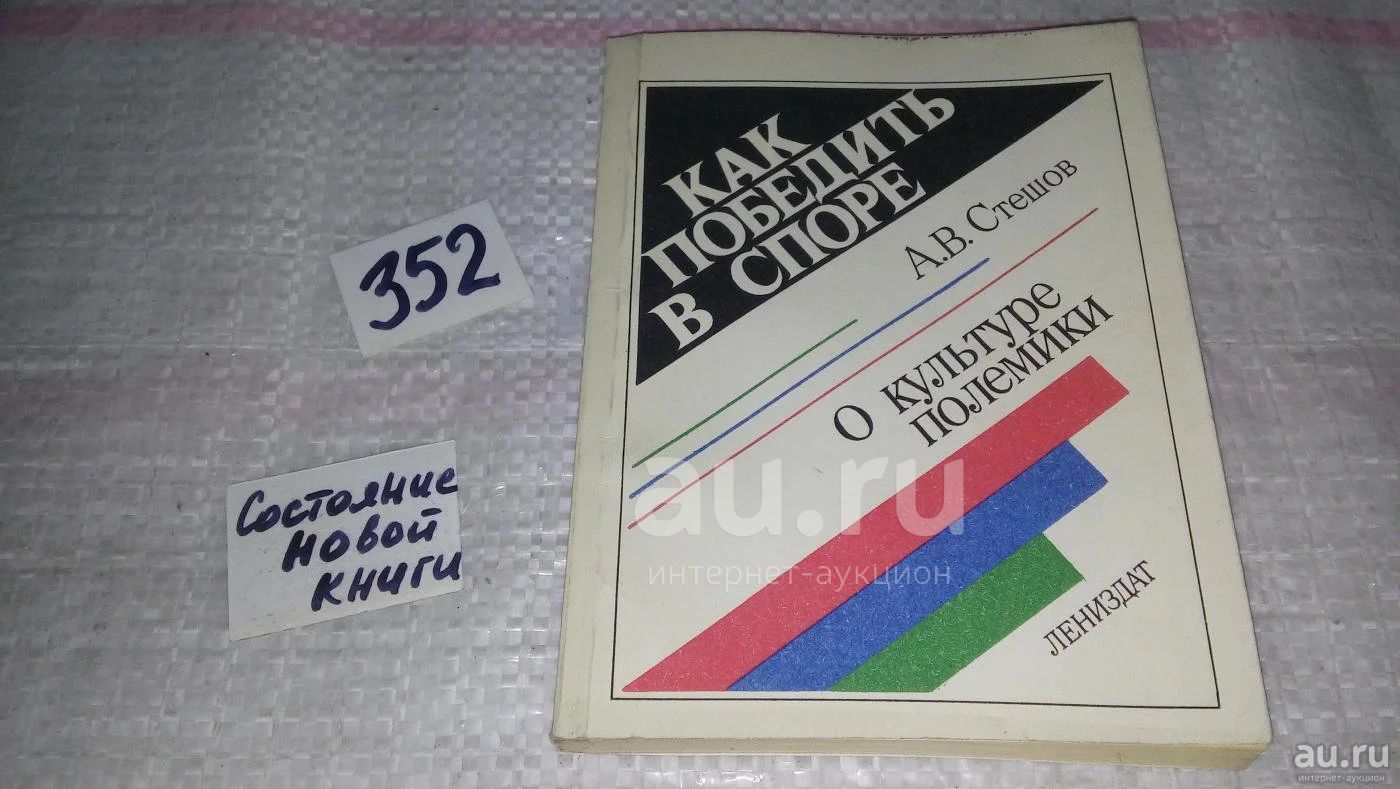 КАК
ПОБЕДИТЬ
В СПОРЕ
А.В. Стешов
О КУЛЬТУРЕ
ПОЛЕМИКИ
ЛЕНИЗДАТ
352
Состояние
новой
книги
au.ru
интернет-аукцион
au.ru
интернет-аукцион